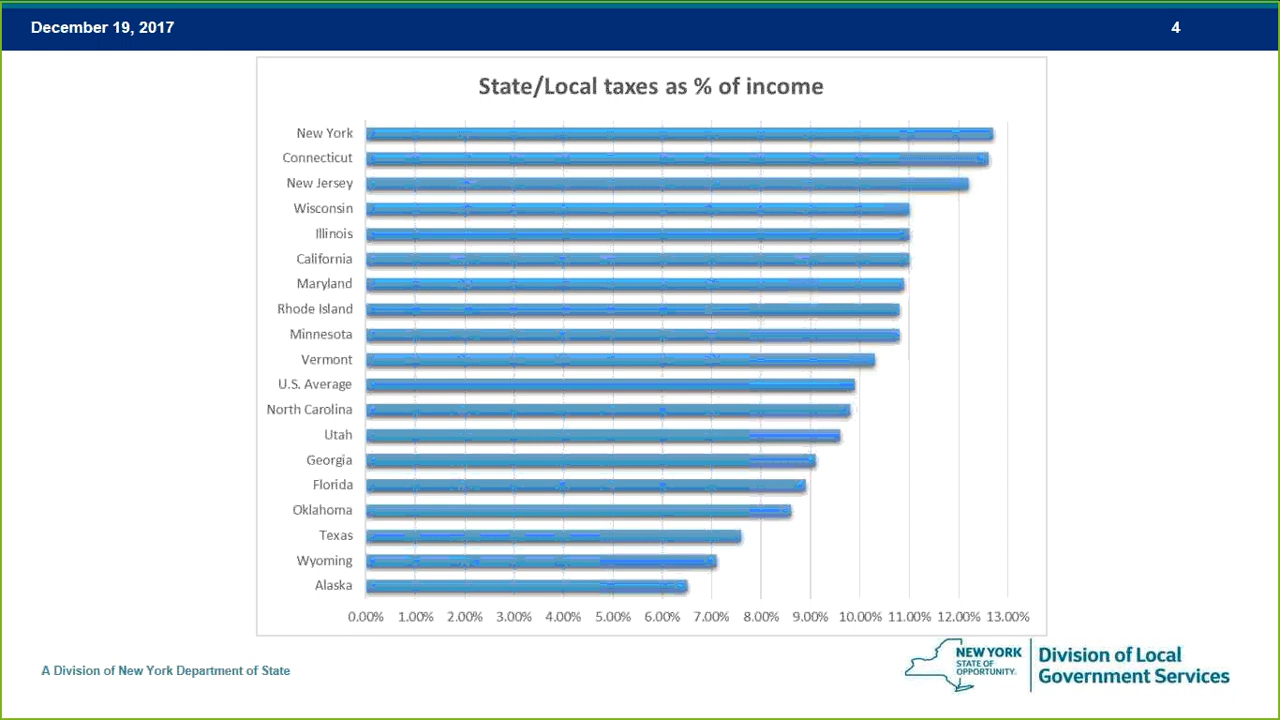 December 19, 2017
4
State/Local taxes as % of income
New York
Connecticut
New Jersey
Wisconsin
Illinois
California
Maryland
Rhode Island
Minnesota
Vermont
U.S. Average
North Carolina
Utah
Georgia
Florida
Oklahoma
Texas
Wyoming
Alaska
0.00% 1.00% 2.00% 3.00% 4.00% 5.00% 6.00% 7.00% 8.00% 9.00% 10.00% 11.00% 12.00% 13.00%
A Division of New York Department of State
NEW YORK
STATE OF
OPPORTUNITY.
Division of Local
Government Services